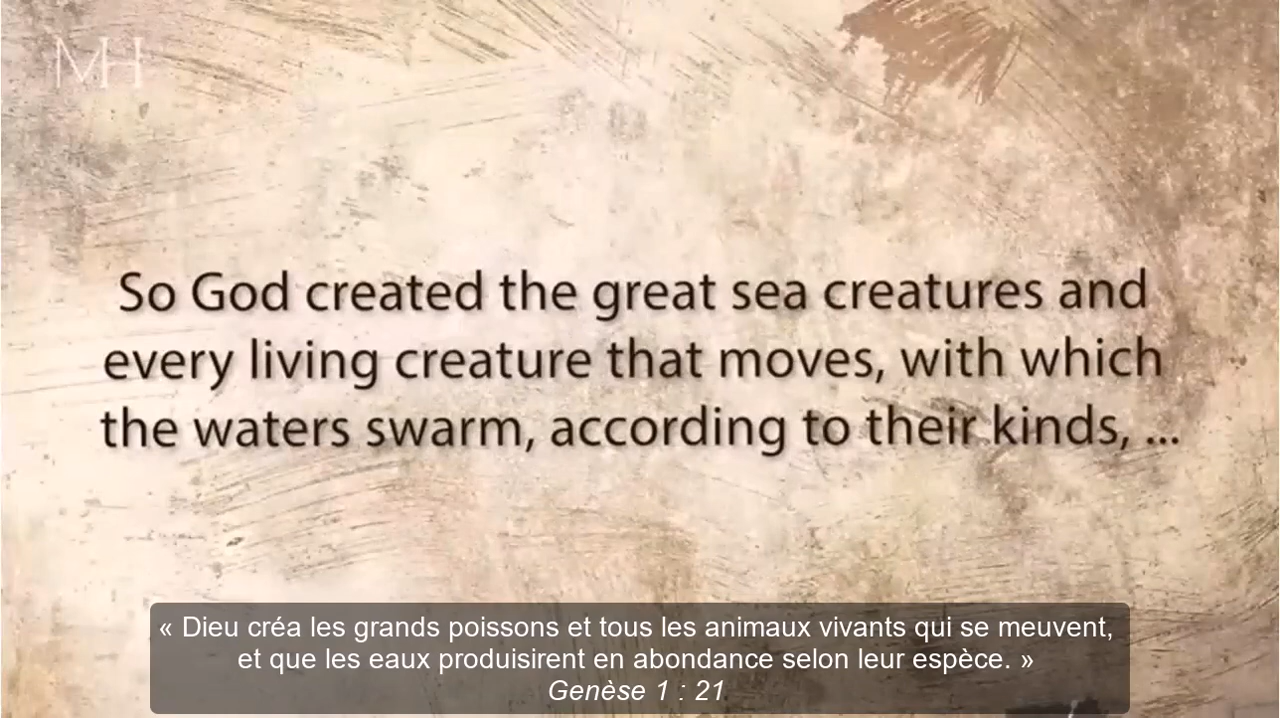 MH
So God created the great sea creatures and
every living creature that moves, with which
the waters swarm, according to their kinds, ...
« Dieu créa les grands poissons et tous les animaux vivants qui se meuvent,
et que les eaux produisirent en abondance selon leur espèce. »
Genèse 1 : 21